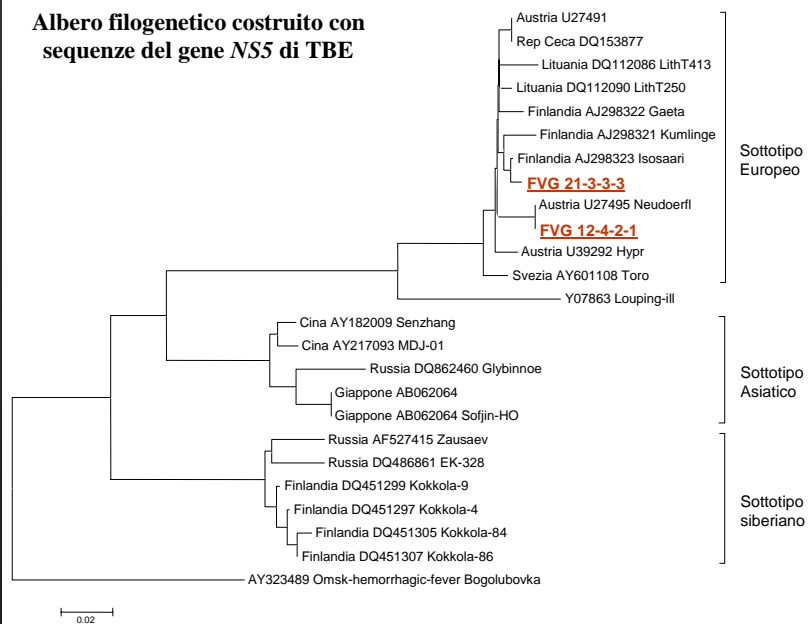 Albero filogenetico costruito con
sequenze del gene NS5 di TBE
Austria U27491
Rep Ceca DQ153877
Lituania DQ112086 LithT413
Lituania DQ112090 LithT250
Finlandia AJ298322 Gaeta
Finlandia AJ298321 Kumlinge
Finlandia AJ298323 Isosaari
FVG 21-3-3-3
Austria U27495 Neudoerfl
FVG 12-4-2-1
Austria U39292 Hypr
Svezia AY601108 Toro
Y07863 Louping-ill
Sottotipo
Europeo
Cina AY182009 Senzhang
Cina AY217093 MDJ-01
Russia DQ862460 Glybinnoe
Giappone AB062064
Giappone AB062064 Sofjin-HO
Sottotipo
Asiatico
Russia AF527415 Zausaev
Russia DQ486861 EK-328
Finlandia DQ451299 Kokkola-9
Finlandia DQ451297 Kokkola-4
Finlandia DQ451305 Kokkola-84
Finlandia DQ451307 Kokkola-86
Sottotipo
siberiano
AY323489 Omsk-hemorrhagic-fever Bogolubovka
0.02